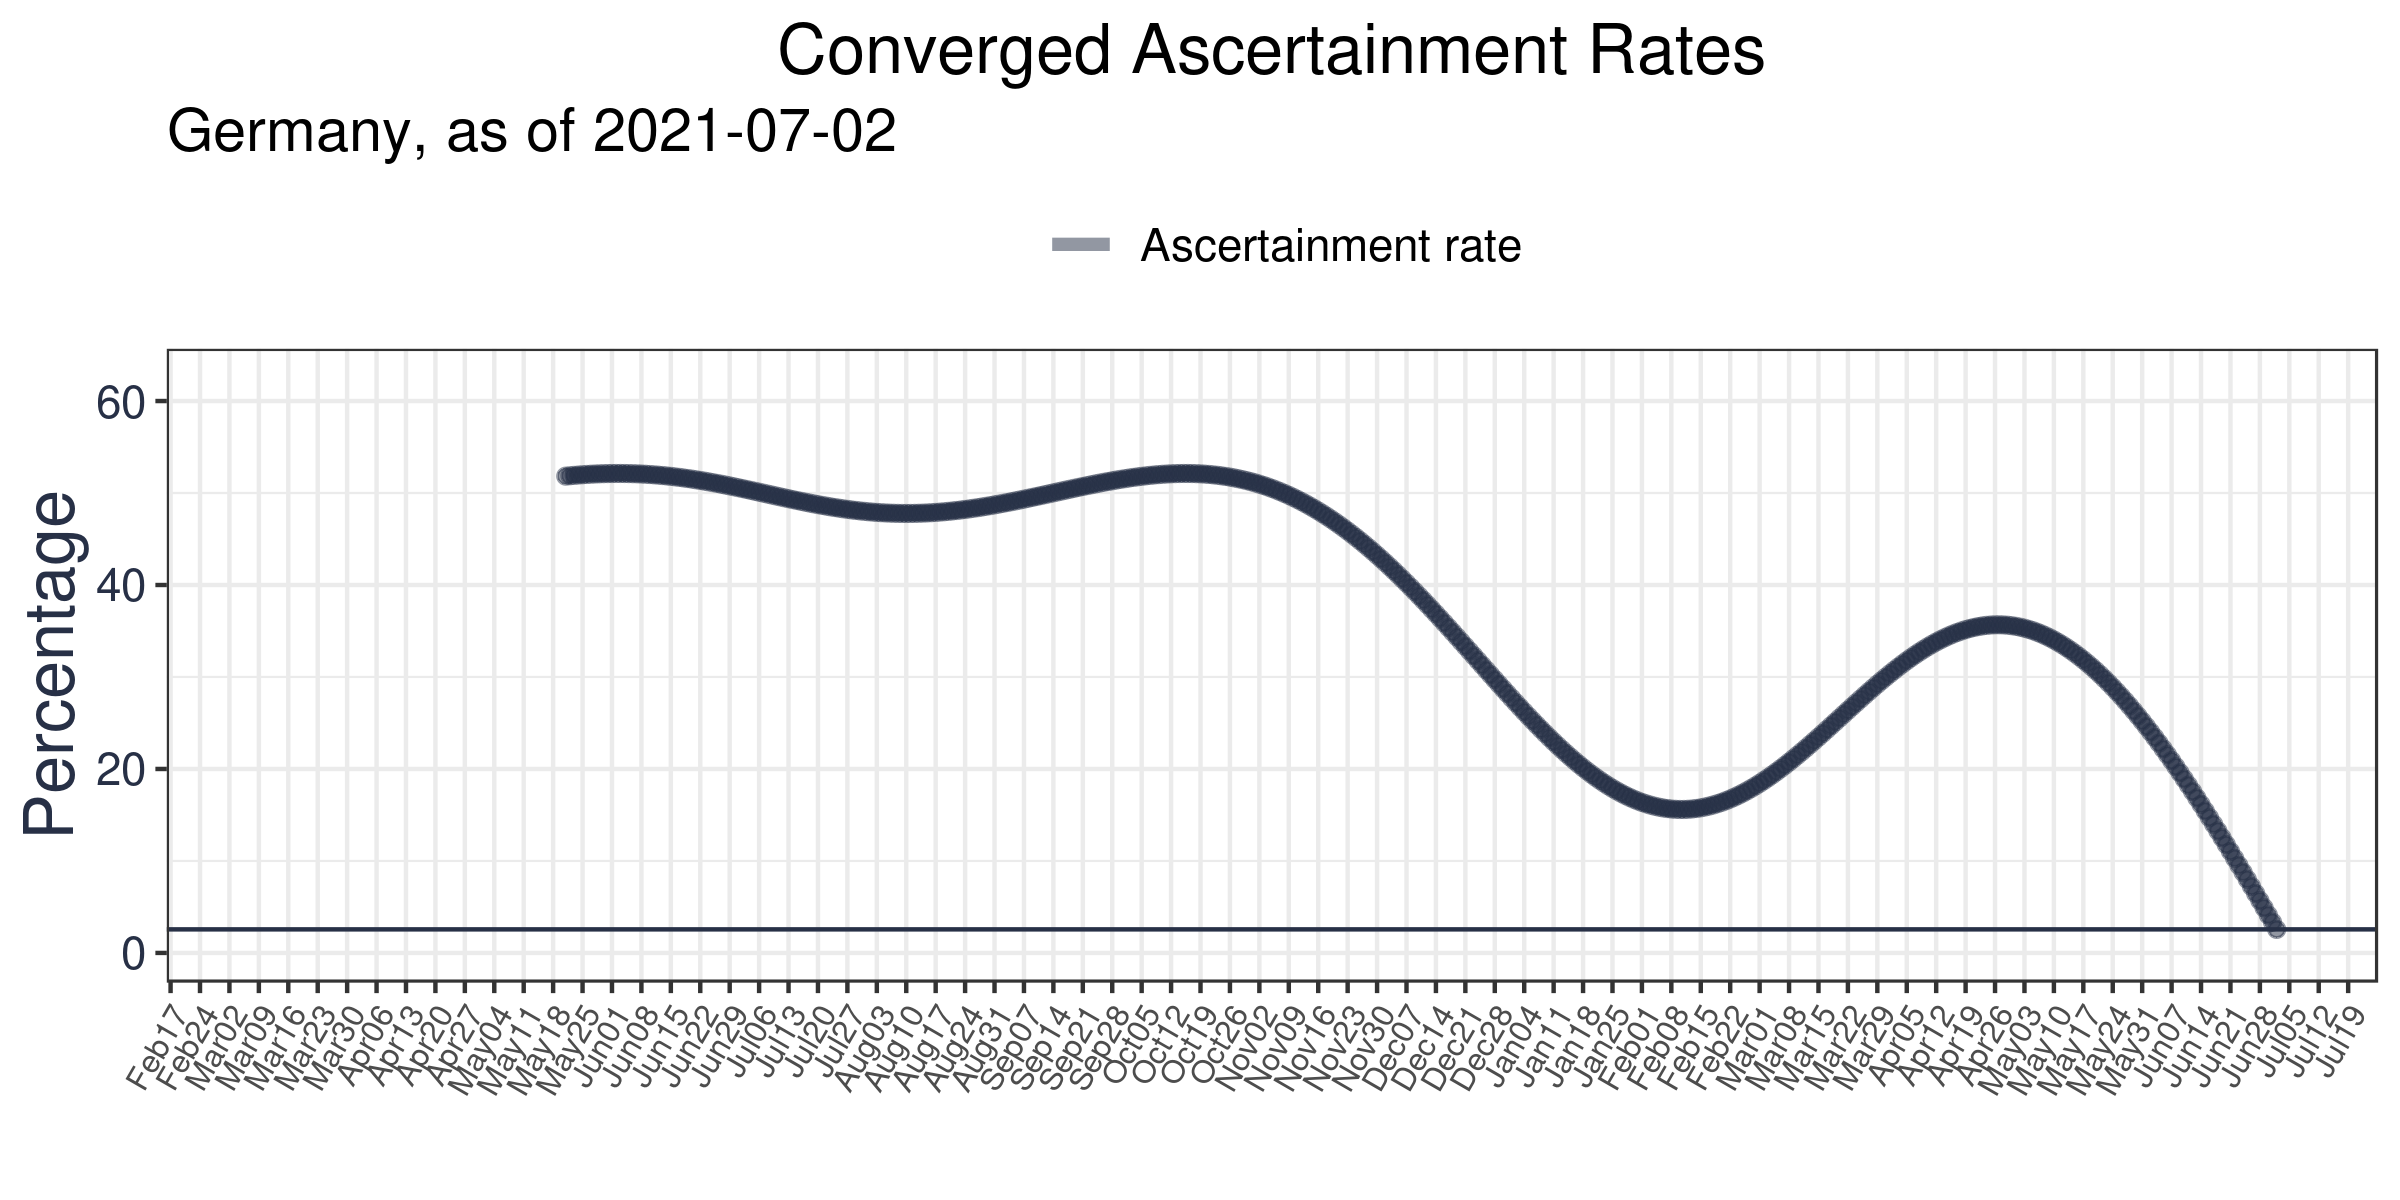 Converged Ascertainment Rates
Germany, as of 2021-07-02
Ascertainment rate
Percentage
60
40
20
0
Feb17 Feb24 Mar02 Mar09 Mar16 Mar23 Mar30 Apr06 Apr13 Apr20 Apr27 May04 May11 May18 May25 Jun01 Jun08 Jun15 Jun22 Jun29 Jul06 Jul13 Jul20 Jul27 Aug03 Aug10 Aug17 Aug24 Aug31 Sep07 Sep14 Sep21 Sep28 Oct05 Oct12 Oct19 Oct26 Nov02 Nov09 Nov16 Nov23 Nov30 Dec07 Dec14 Dec21 Dec28 Jan04 Jan11 Jan18 Jan25 Feb01 Feb08 Feb15 Feb22 Mar01 Mar08 Mar15 Mar22 Mar29 Apr05 Apr12 Apr19 Apr26 May03 May10 May17 May24 May31 Jun07 Jun14 Jun21 Jun28 Jul05 Jul12 Jul19